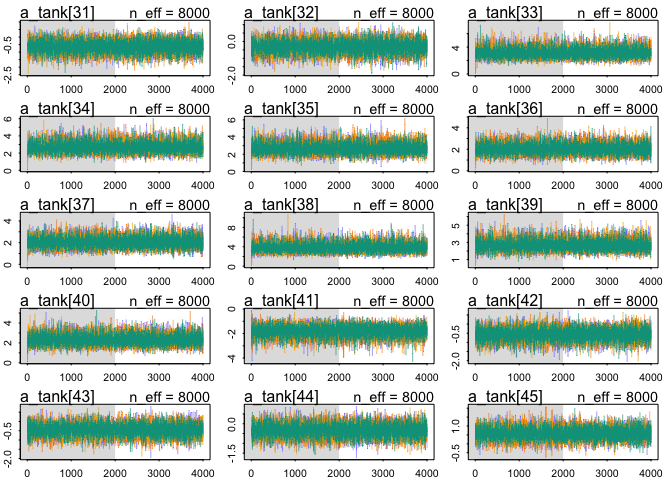 a_tank[31] n_eff = 8000
a_tank[32] n_eff = 8000
a_tank[33] n_eff = 8000
-0.5
-2.5
0.0
-2.0
4
0
0 1000 2000 3000 4000
0 1000 2000 3000 4000
0 1000 2000 3000 4000
a_tank[34] n_eff = 8000
a_tank[35] n_eff = 8000
a_tank[36] n_eff = 8000
6
4
2
0
6
4
2
0
4
2
0
0 1000 2000 3000 4000
0 1000 2000 3000 4000
0 1000 2000 3000 4000
a_tank[37] n_eff = 8000
a_tank[38] n_eff = 8000
a_tank[39] n_eff = 8000
4
2
0
8
4
0
5
3
1
0 1000 2000 3000 4000
0 1000 2000 3000 4000
0 1000 2000 3000 4000
a_tank[40] n_eff = 8000
a_tank[41] n_eff = 8000
a_tank[42] n_eff = 8000
4
2
0
0
-2
-4
-0.5
-2.0
0 1000 2000 3000 4000
0 1000 2000 3000 4000
0 1000 2000 3000 4000
a_tank[43] n_eff = 8000
a_tank[44] n_eff = 8000
a_tank[45] n_eff = 8000
-0.5
-2.0
0.0
-1.5
1.0
-0.5
0 1000 2000 3000 4000
0 1000 2000 3000 4000
0 1000 2000 3000 4000